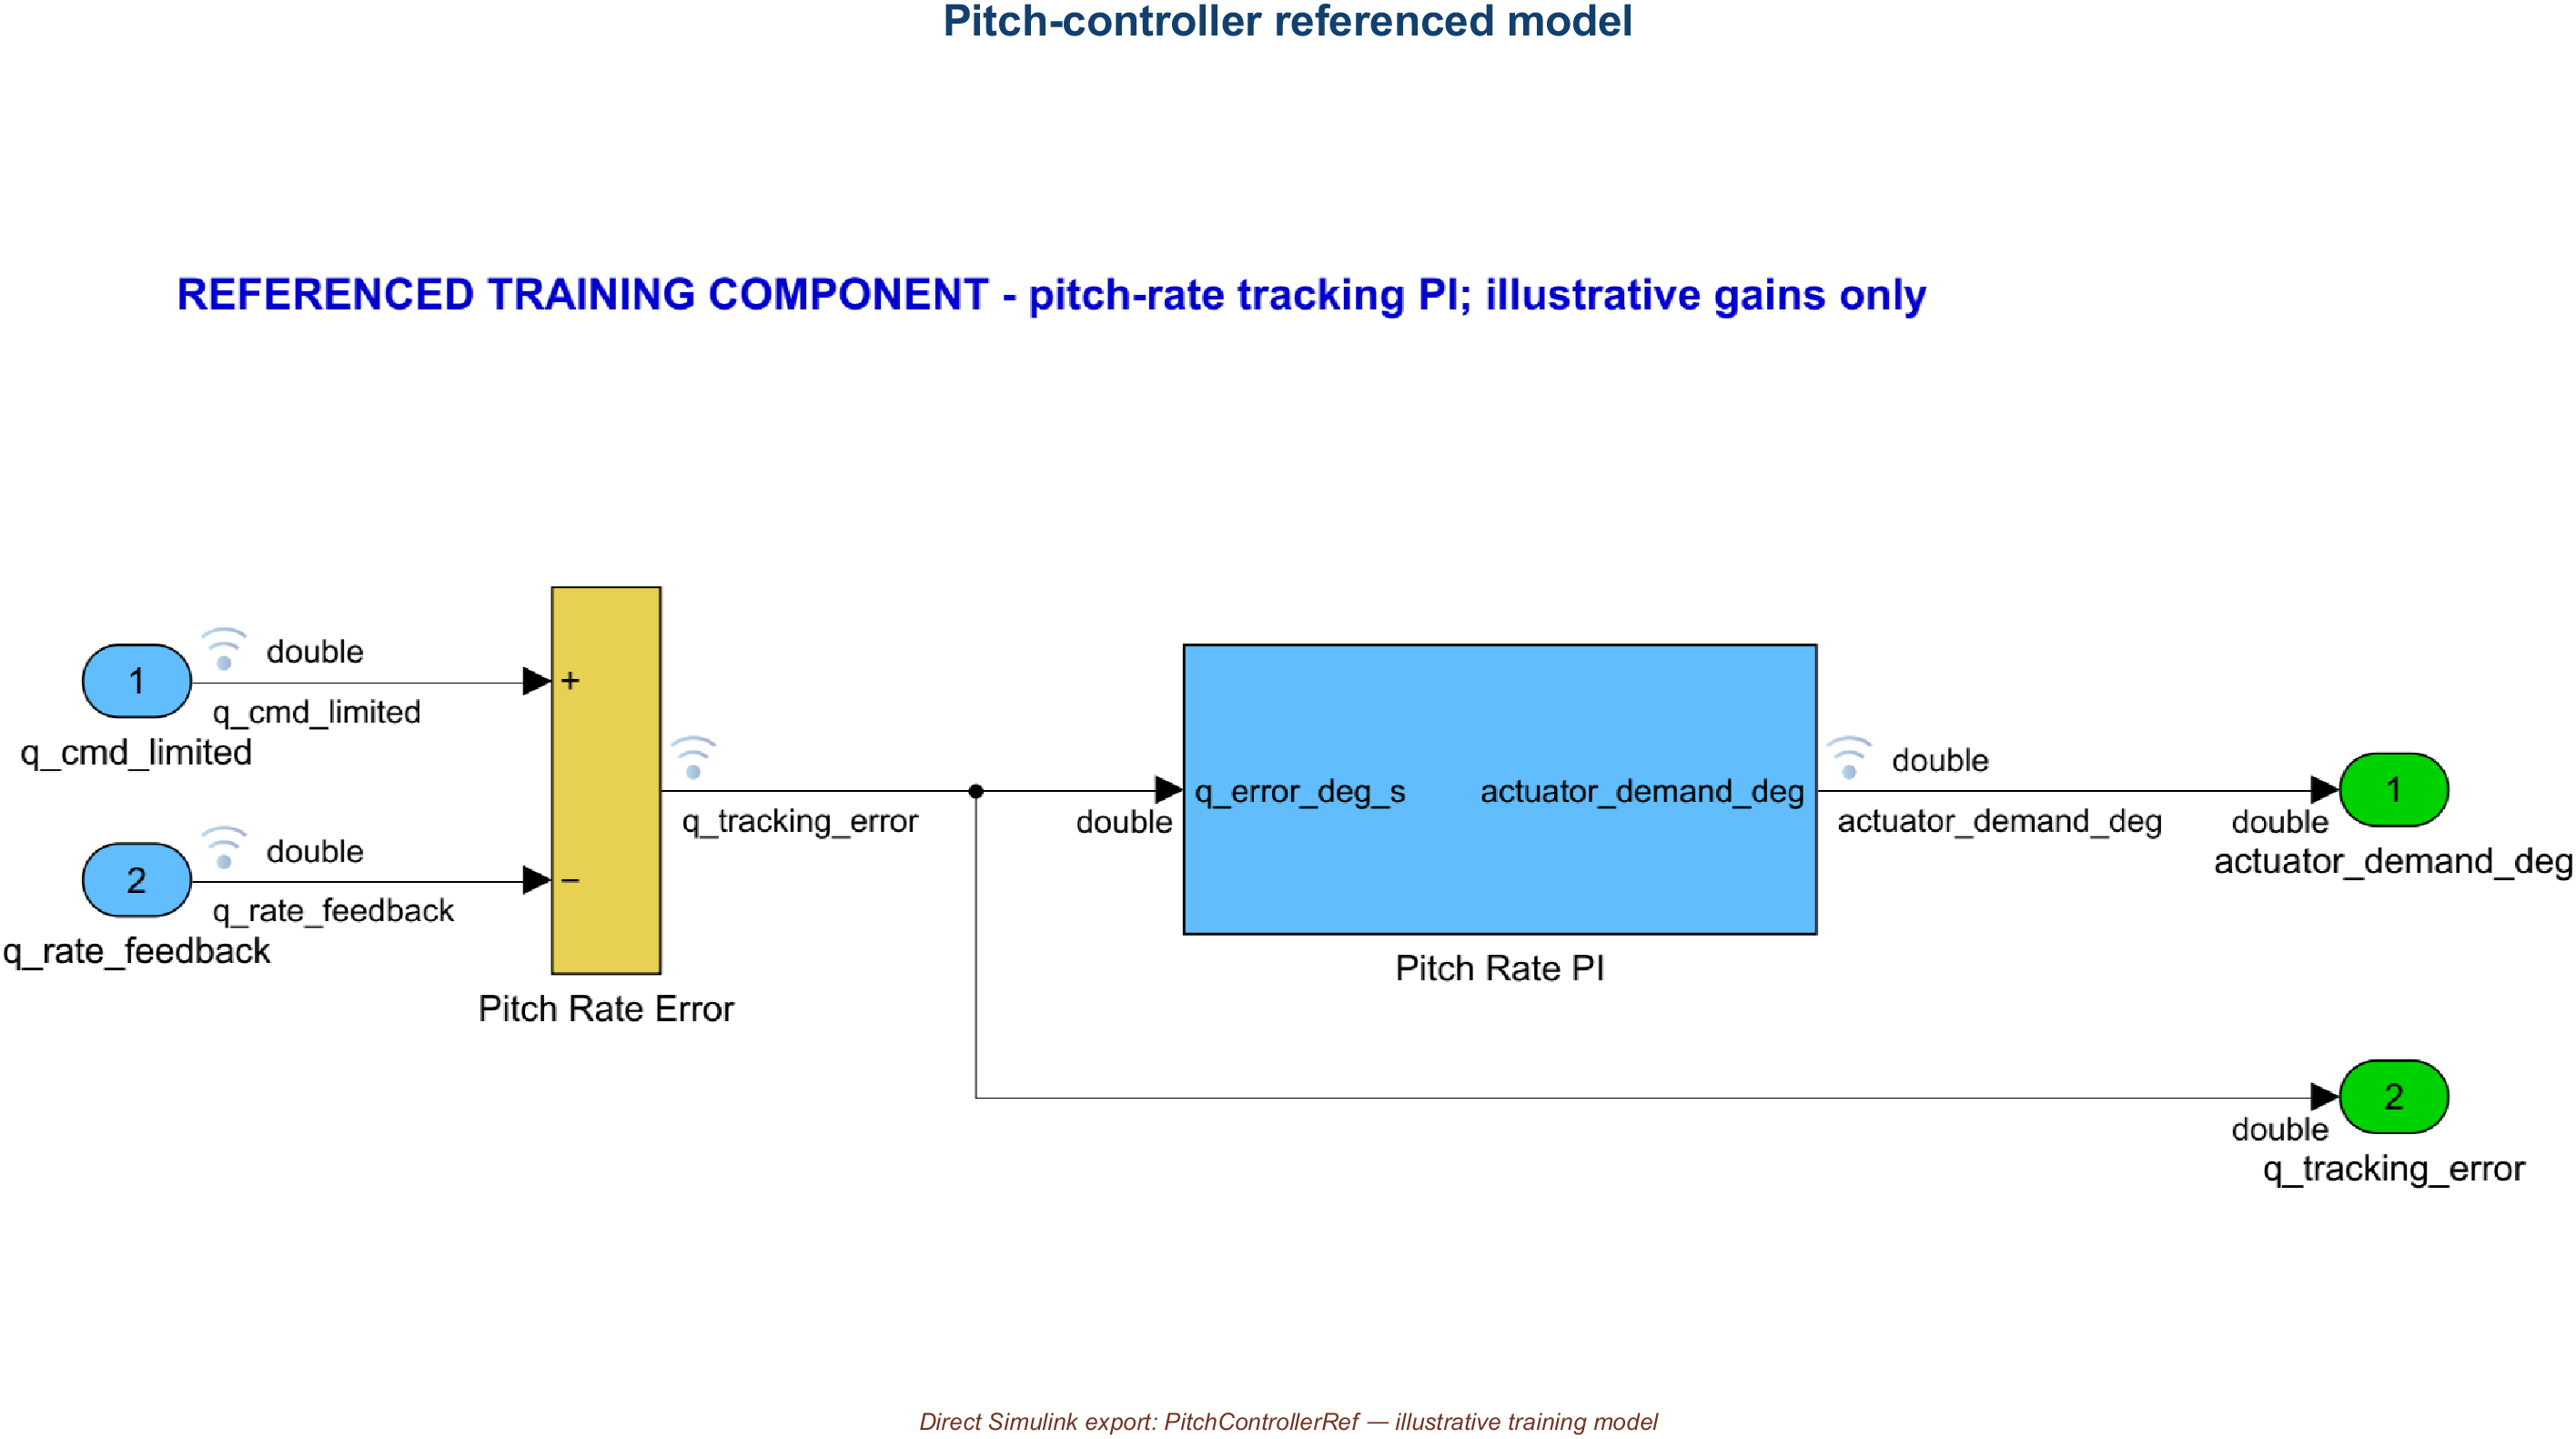 Pitch-controller referenced model
REFERENCED TRAINING COMPONENT - pitch-rate tracking PI; illustrative gains only
1
double
q_cmd_limited
q_cmd_limited
+
2
double
q_rate_feedback
q_rate_feedback
−
Pitch Rate Error
q_tracking_error
double
q_error_deg_s
actuator_demand_deg
Pitch Rate PI
double
actuator_demand_deg
double
1
actuator_demand_deg
2
double
q_tracking_error
Direct Simulink export: PitchControllerRef — illustrative training model